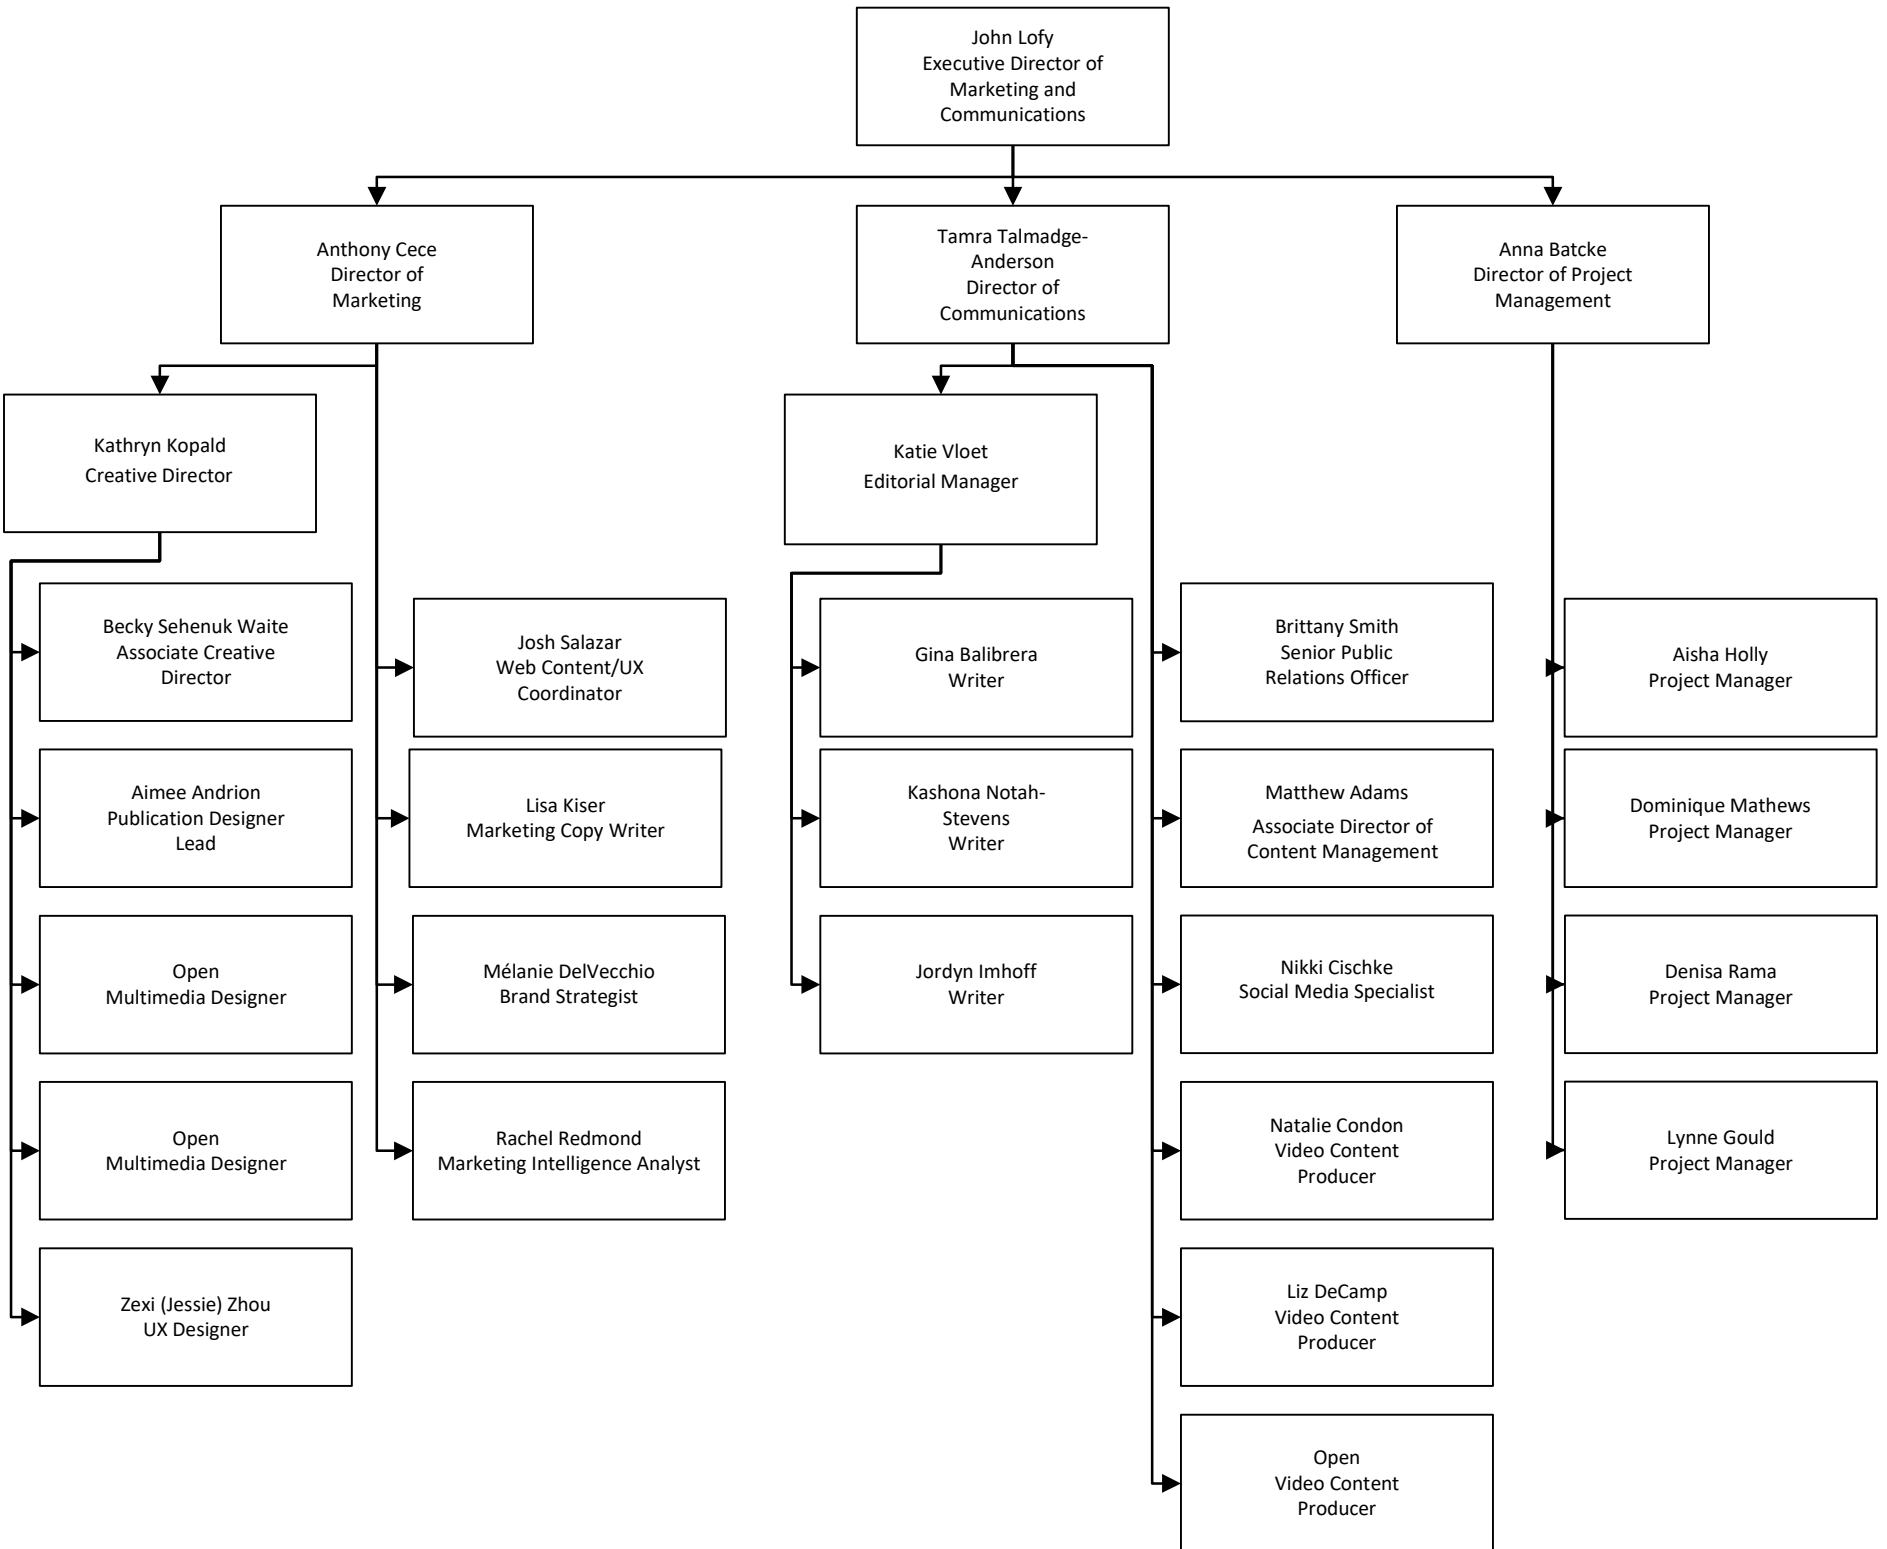 John Lofy
Executive Director of
Marketing and
Communications
Anthony Cece
Director of
Marketing
Tamra Talmadge-
Anderson
Director of
Communications
Anna Batcke
Director of Project
Management
Kathryn Kopald
Creative Director
Katie Vloet
Editorial Manager
Becky Sehenuk Waite
Associate Creative
Director
Josh Salazar
Web Content/UX
Coordinator
Gina Balibrera
Writer
Brittany Smith
Senior Public
Relations Officer
Aisha Holly
Project Manager
Aimee Andrion
Publication Designer
Lead
Lisa Kiser
Marketing Copy Writer
Kashona Notah-
Stevens
Writer
Matthew Adams
Associate Director of
Content Management
Dominique Mathews
Project Manager
Open
Multimedia Designer
Mélanie DelVecchio
Brand Strategist
Jordyn Imhoff
Writer
Nikki Cischke
Social Media Specialist
Denisa Rama
Project Manager
Open
Multimedia Designer
Rachel Redmond
Marketing Intelligence Analyst
Natalie Condon
Video Content
Producer
Lynne Gould
Project Manager
Zexi (Jessie) Zhou
UX Designer
Liz DeCamp
Video Content
Producer
Open
Video Content
Producer